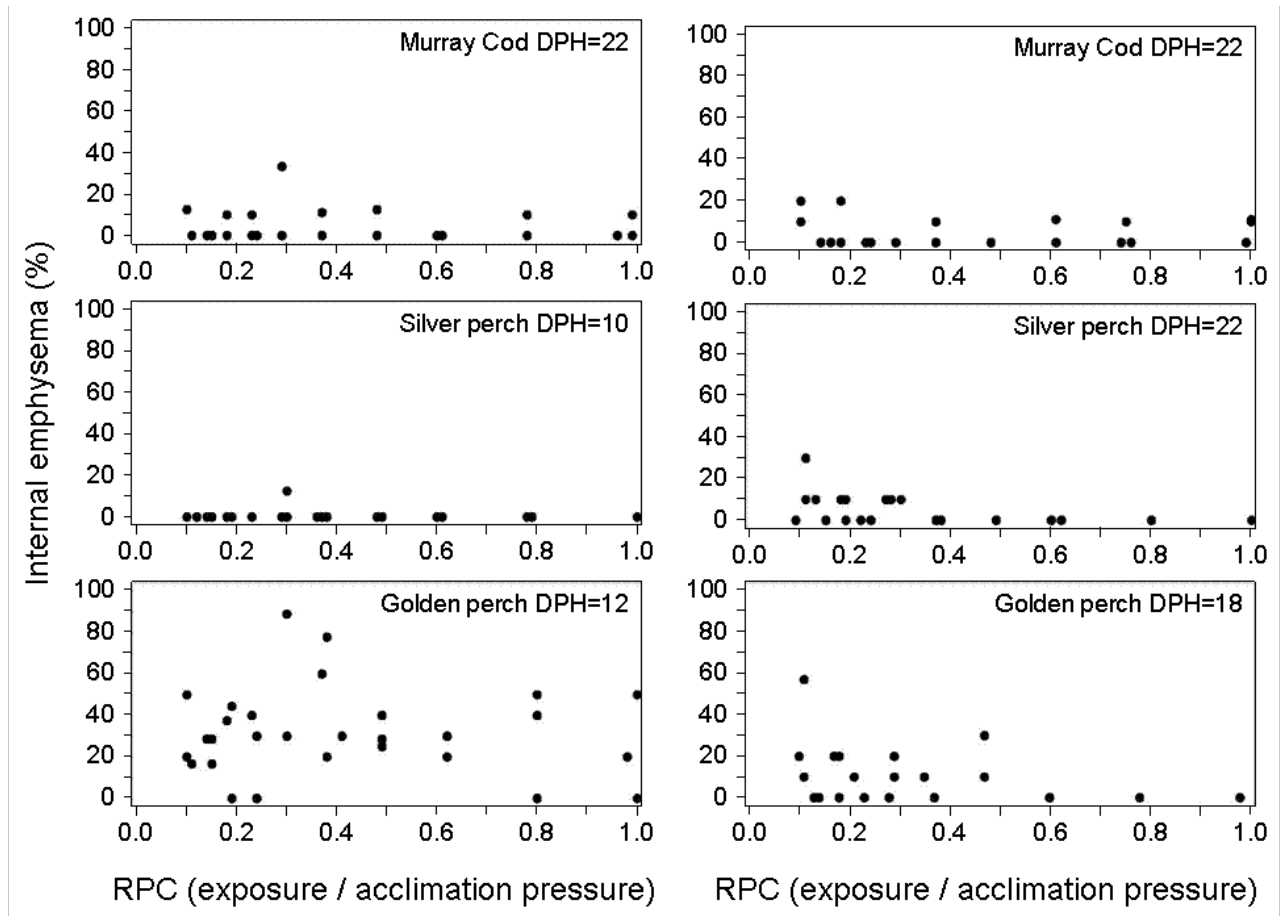 Internal emphysema (%)
Murray Cod DPH=22
100
80
60
40
20
0
0.0 0.2 0.4 0.6 0.8 1.0
Murray Cod DPH=22
100
80
60
40
20
0
0.0 0.2 0.4 0.6 0.8 1.0
Silver perch DPH=10
100
80
60
40
20
0
0.0 0.2 0.4 0.6 0.8 1.0
Silver perch DPH=22
100
80
60
40
20
0
0.0 0.2 0.4 0.6 0.8 1.0
Golden perch DPH=12
100
80
60
40
20
0
0.0 0.2 0.4 0.6 0.8 1.0
Golden perch DPH=18
100
80
60
40
20
0
0.0 0.2 0.4 0.6 0.8 1.0
RPC (exposure / acclimation pressure)
RPC (exposure / acclimation pressure)